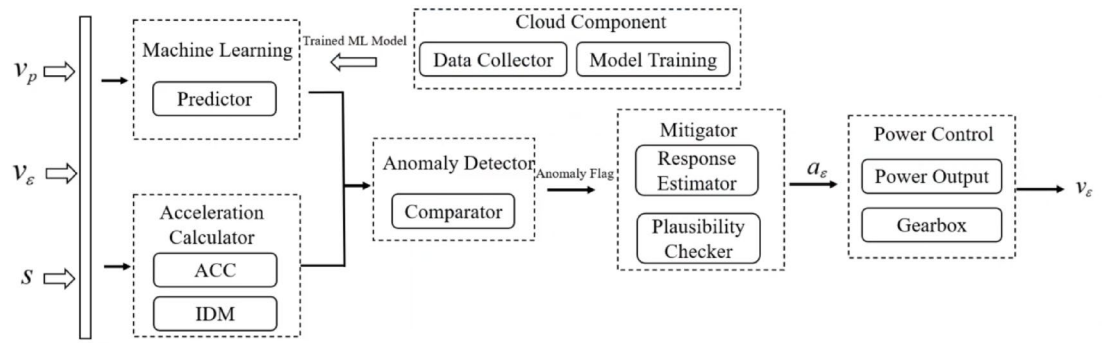 Cloud Component
Data Collector
Model Training
Trained ML Model
Machine Learning
Predictor
v_p
v_ε
s
Acceleration
Calculator
ACC
IDM
Anomaly Detector
Comparator
Anomaly Flag
Mitigator
Response
Estimator
Plausibility
Checker
a_ε
Power Control
Power Output
Gearbox
v_ε